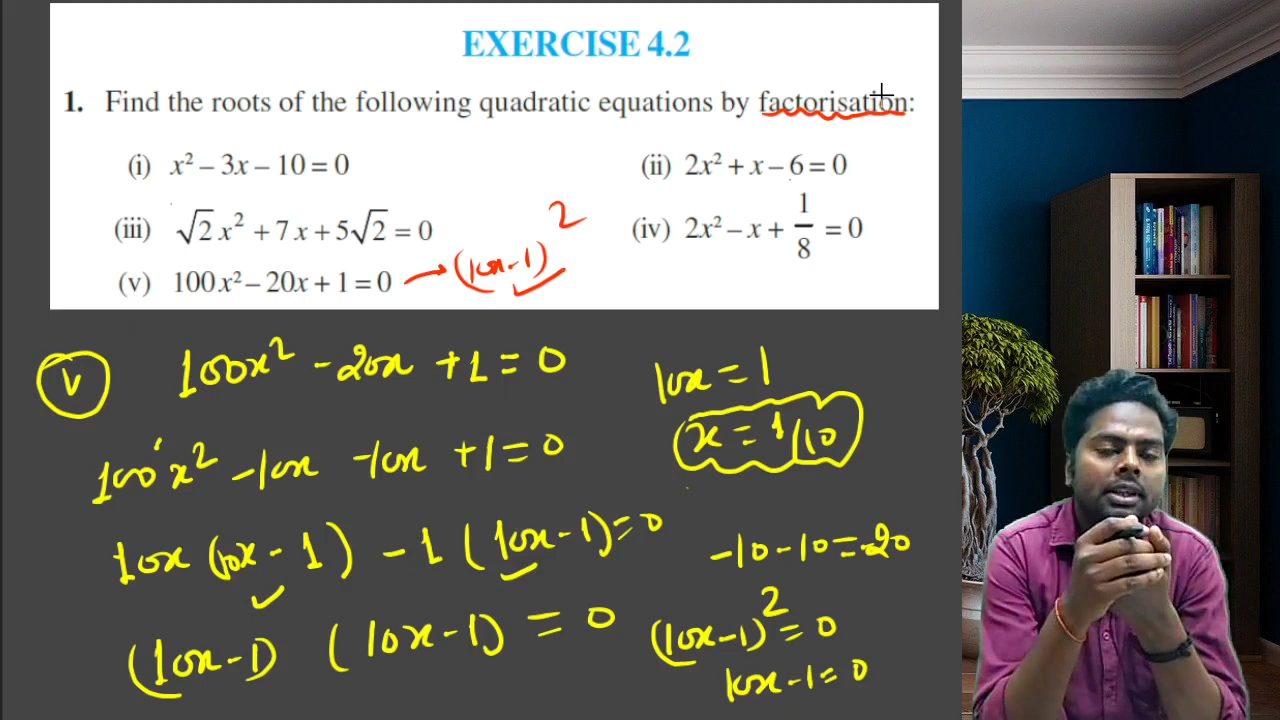 EXERCISE 4.2
1. Find the roots of the following quadratic equations by factorisation:
(i) x² – 3x – 10 = 0
(ii) 2x² + x – 6 = 0
(iii) √2 x² + 7x + 5√2 = 0
(iv) 2x² – x + 1/8 = 0
(v) 100x² – 20x + 1 = 0 → (10x-1)²
(v) 100x² - 20x + 1 = 0
100x² - 10x - 10x + 1 = 0
10x (10x - 1) - 1 (10x - 1) = 0
(10x - 1) (10x - 1) = 0
10x = 1
x = 1/10
-10 - 10 = -20
(10x - 1)² = 0
10x - 1 = 0